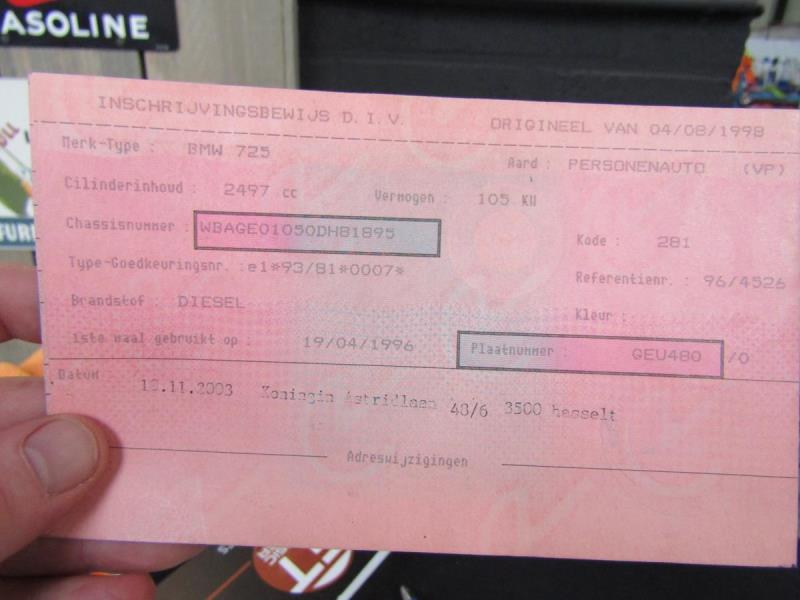 ASOLINE
INSCHRIJVINGSBEWIJS D.I.V. ORIGINEEL VAN 04/08/1998
Merk-Type : BMW 725 Aard : PERSONENAUTO (VP)
Cilinderinhoud : 2497 cc Vermogen : 105 KW
Chassisnummer : WBAGE01050DH81895 Kode : 281
Type-Goedkeuringsnr. :e1*93/81*0007* Referentienr. : 96/4526
Brandstof : DIESEL Kleur :
1ste maal gebruikt op : 19/04/1996 Plaatnummer : GEU480 /0
Datum : .11.2003 Koningin Astridlaan 48/6 3500 hasselt
Adreswijzigingen